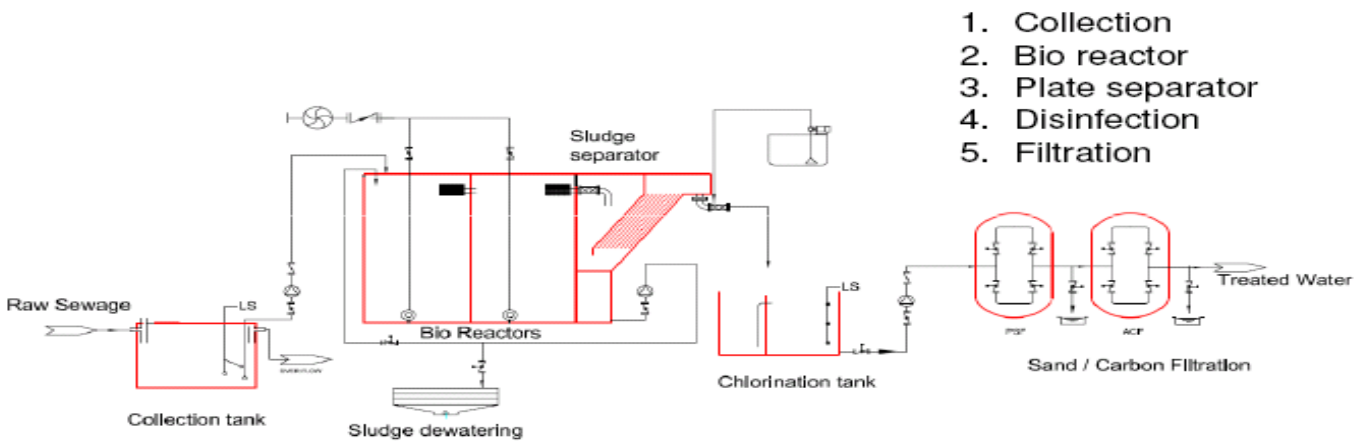 1. Collection
2. Bio reactor
3. Plate separator
4. Disinfection
5. Filtration
Sludge
separator
Raw Sewage
LS
OVERFLOW
Collection tank
Bio Reactors
Sludge dewatering
LS
Chlorination tank
PSF
ACF
Treated Water
Sand / Carbon Filtration